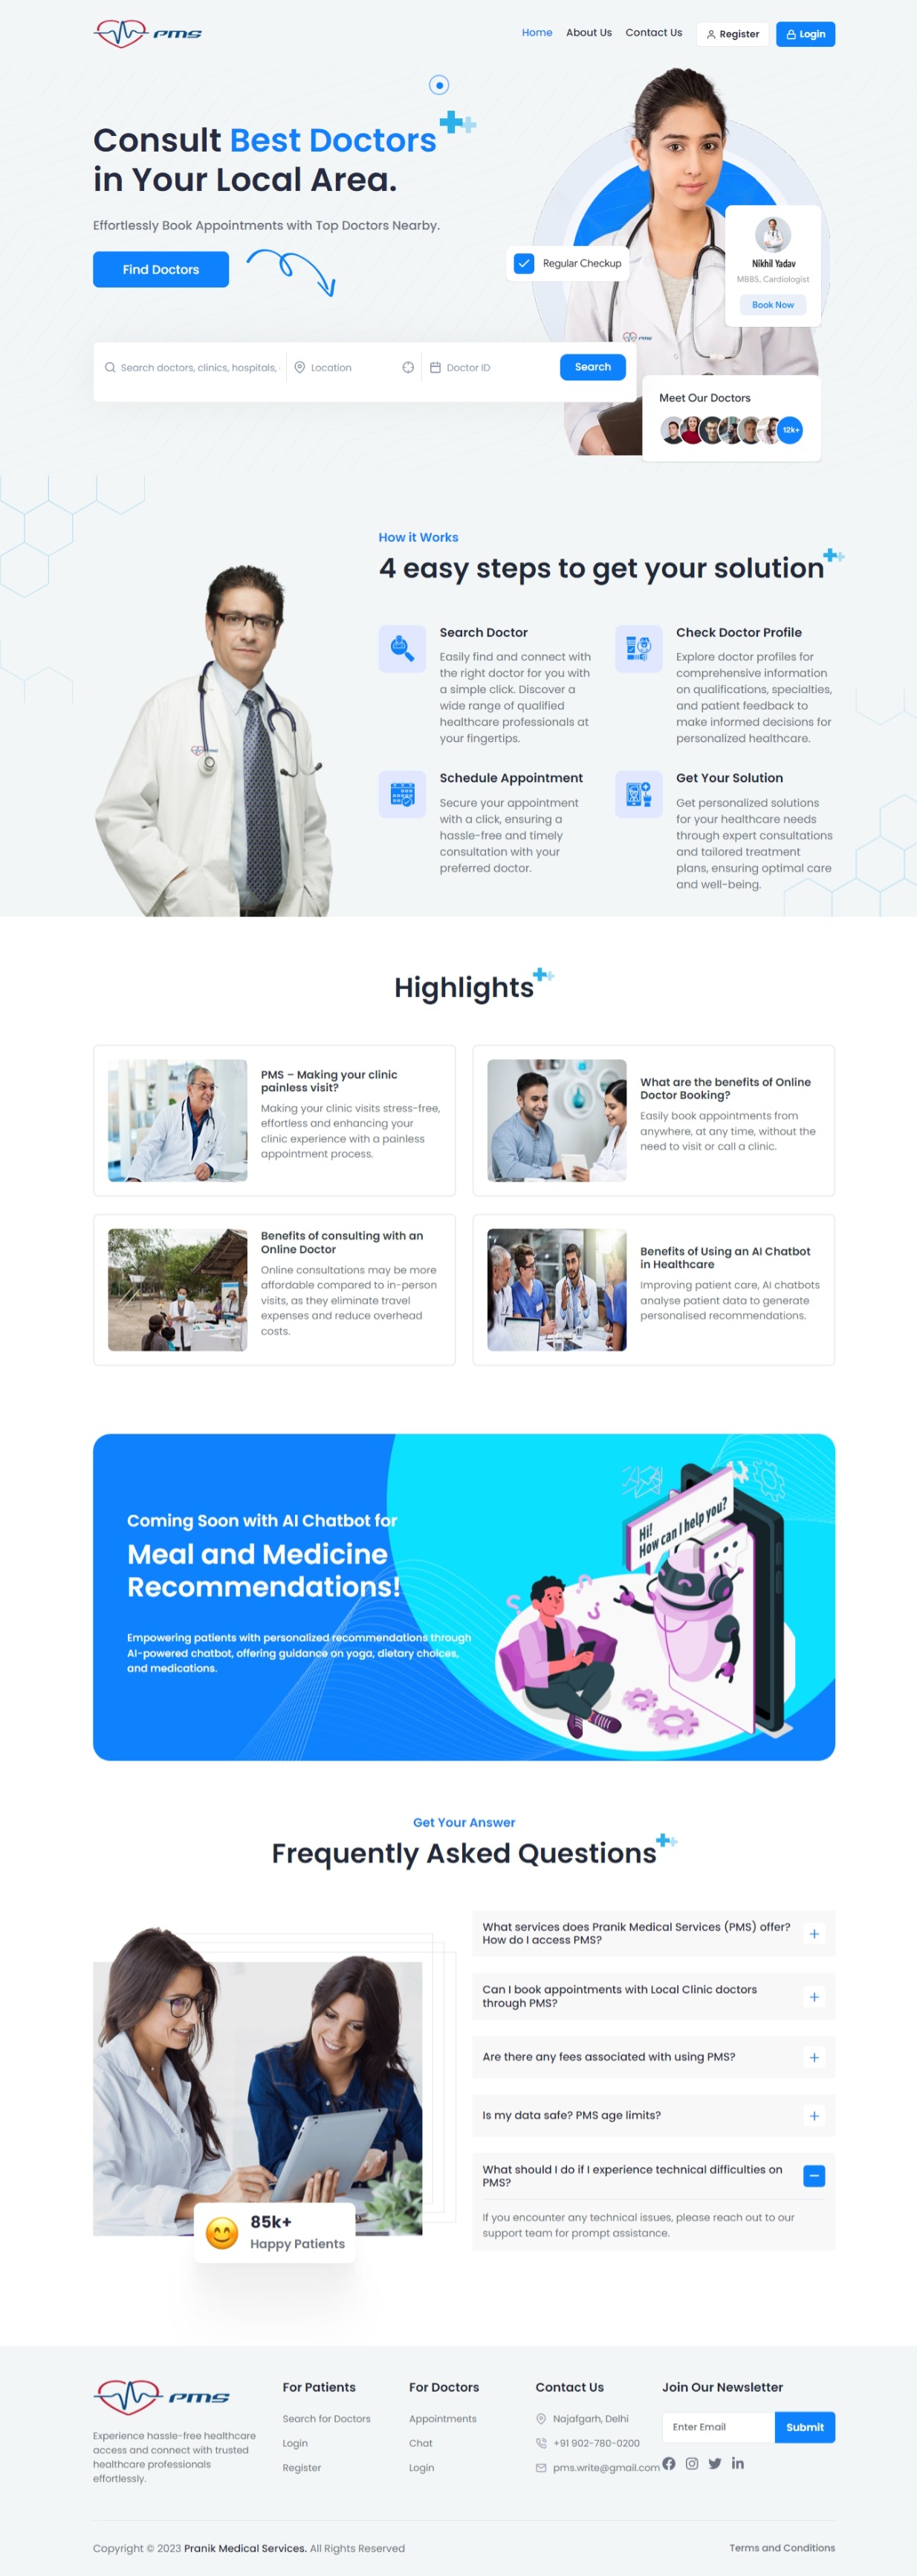 PMS
Home
About Us
Contact Us
Register
Login
Consult Best Doctors
in Your Local Area.
Effortlessly Book Appointments with Top Doctors Nearby.
Find Doctors
Regular Checkup
Nikhil Yadav
MBBS, Cardiologist
Book Now
PMS
Search doctors, clinics, hospitals,
Location
Doctor ID
Search
Meet Our Doctors
12k+
How it Works
4 easy steps to get your solution
Search Doctor
Easily find and connect with
the right doctor for you with
a simple click. Discover a
wide range of qualified
healthcare professionals at
your fingertips.
Check Doctor Profile
Explore doctor profiles for
comprehensive information
on qualifications, specialties,
and patient feedback to
make informed decisions for
personalized healthcare.
Schedule Appointment
Secure your appointment
with a click, ensuring a
hassle-free and timely
consultation with your
preferred doctor.
Get Your Solution
Get personalized solutions
for your healthcare needs
through expert consultations
and tailored treatment
plans, ensuring optimal care
and well-being.
Highlights
PMS – Making your clinic
painless visit?
Making your clinic visits stress-free,
effortless and enhancing your
clinic experience with a painless
appointment process.
What are the benefits of Online
Doctor Booking?
Easily book appointments from
anywhere, at any time, without the
need to visit or call a clinic.
Benefits of consulting with an
Online Doctor
Online consultations may be more
affordable compared to in-person
visits, as they eliminate travel
expenses and reduce overhead
costs.
Benefits of Using an AI Chatbot
in Healthcare
Improving patient care, AI chatbots
analyse patient data to generate
personalised recommendations.
Coming Soon with AI Chatbot for
Meal and Medicine
Recommendations!
Empowering patients with personalized recommendations through
AI-powered chatbot, offering guidance on yoga, dietary choices,
and medications.
Hi!
How can I help you?
Get Your Answer
Frequently Asked Questions
What services does Pranik Medical Services (PMS) offer?
How do I access PMS?
Can I book appointments with Local Clinic doctors
through PMS?
Are there any fees associated with using PMS?
Is my data safe? PMS age limits?
What should I do if I experience technical difficulties on
PMS?
If you encounter any technical issues, please reach out to our
support team for prompt assistance.
85k+
Happy Patients
PMS
Experience hassle-free healthcare
access and connect with trusted
healthcare professionals
effortlessly.
For Patients
Search for Doctors
Login
Register
For Doctors
Appointments
Chat
Login
Contact Us
Najafgarh, Delhi
+91 902-780-0200
pms.write@gmail.com
Join Our Newsletter
Enter Email
Submit
Copyright © 2023 Pranik Medical Services. All Rights Reserved
Terms and Conditions